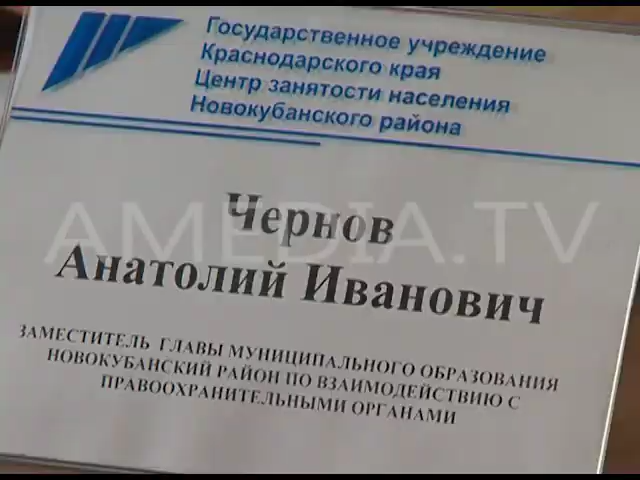 Государственное учреждение
Краснодарского края
Центр занятости населения
Новокубанского района
Чернов
AMEDIA.TV
Анатолий Иванович
ЗАМЕСТИТЕЛЬ ГЛАВЫ МУНИЦИПАЛЬНОГО ОБРАЗОВАНИЯ
НОВОКУБАНСКИЙ РАЙОН ПО ВЗАИМОДЕЙСТВИЮ С
ПРАВООХРАНИТЕЛЬНЫМИ ОРГАНАМИ